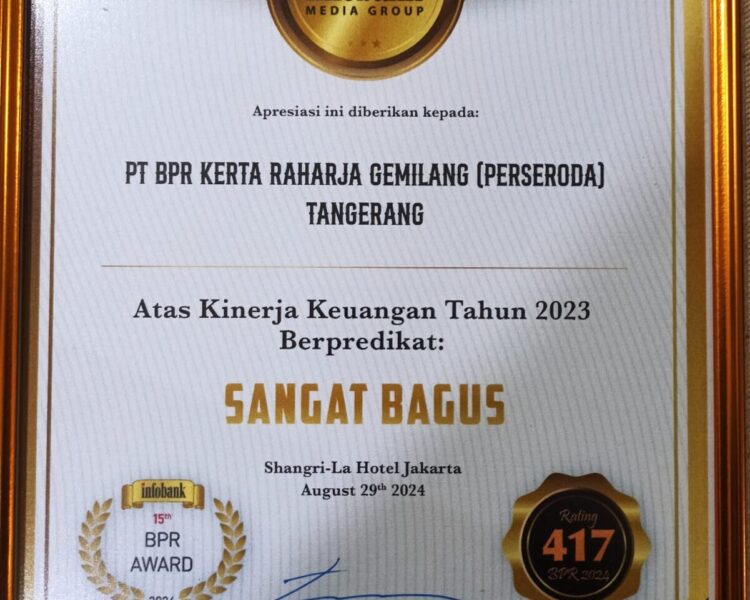 MEDIA GROUP
Apresiasi ini diberikan kepada:
PT BPR KERTA RAHARJA GEMILANG (PERSERODA)
TANGERANG
Atas Kinerja Keuangan Tahun 2023
Berpredikat:
SANGAT BAGUS
Shangri-La Hotel Jakarta
August 29th 2024
infobank
15th
BPR
AWARD
2024
Rating
417
BPR 2024